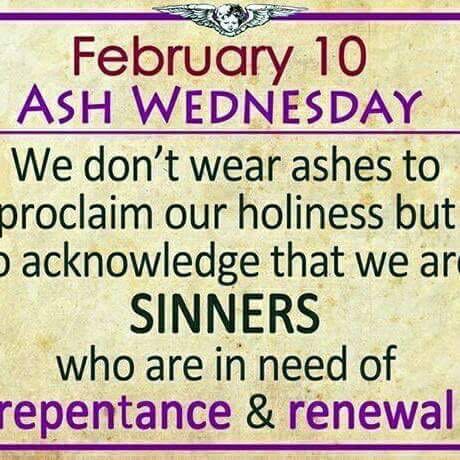 February 10
ASH WEDNESDAY
We don't wear ashes to
proclaim our holiness but
o acknowledge that we are
SINNERS
who are in need of
repentance & renewal